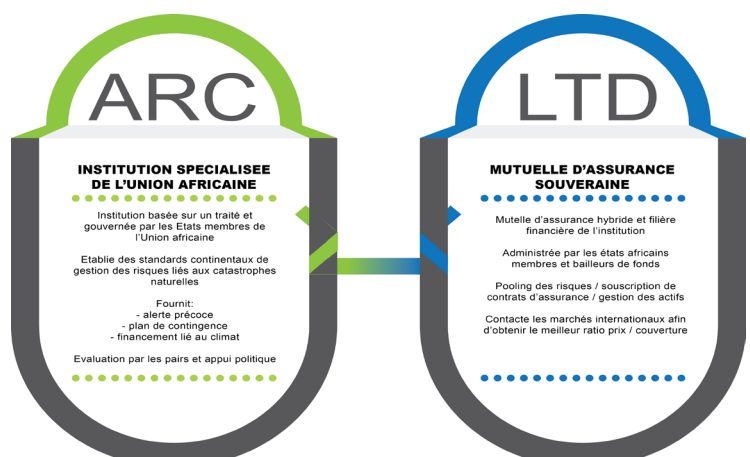 ARC
INSTITUTION SPECIALISEE
DE L'UNION AFRICAINE
Institution basée sur un traité et
gouvernée par les Etats membres de
l'Union africaine
Etablie des standards continentaux de
gestion des risques liés aux catastrophes
naturelles
Fournit:
- alerte précoce
- plan de contingence
- financement lié au climat
Evaluation par les pairs et appui politique
LTD
MUTUELLE D'ASSURANCE
SOUVERAINE
Mutelle d'assurance hybride et filière
financière de l'institution
Administrée par les états africains
membres et bailleurs de fonds
Pooling des risques / souscription de
contrats d'assurance / gestion des actifs
Contacte les marchés internationaux afin
d'obtenir le meilleur ratio prix / couverture